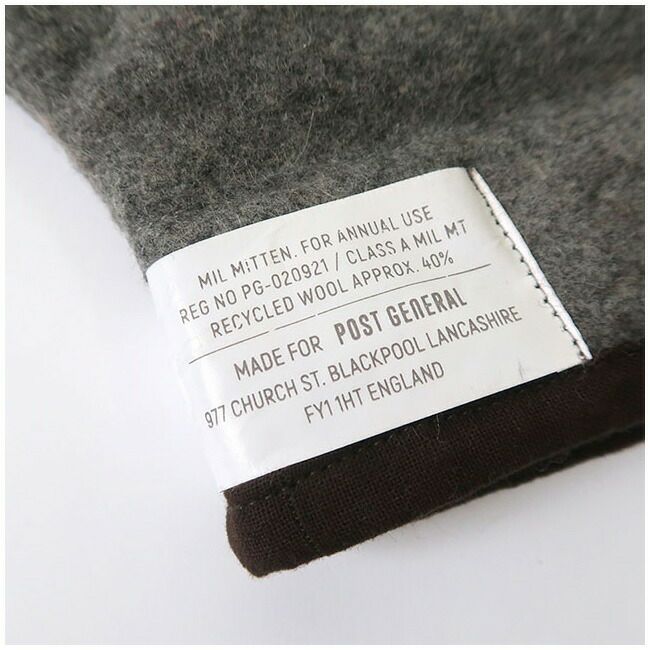 MIL MiTTEN. FOR ANNUAL USE
REG NO PG-020921 / CLASS A MIL MT
RECYCLED WOOL APPROX. 40%
MADE FOR POST GENERAL
977 CHURCH ST. BLACKPOOL LANCASHIRE
FY1 1HT ENGLAND